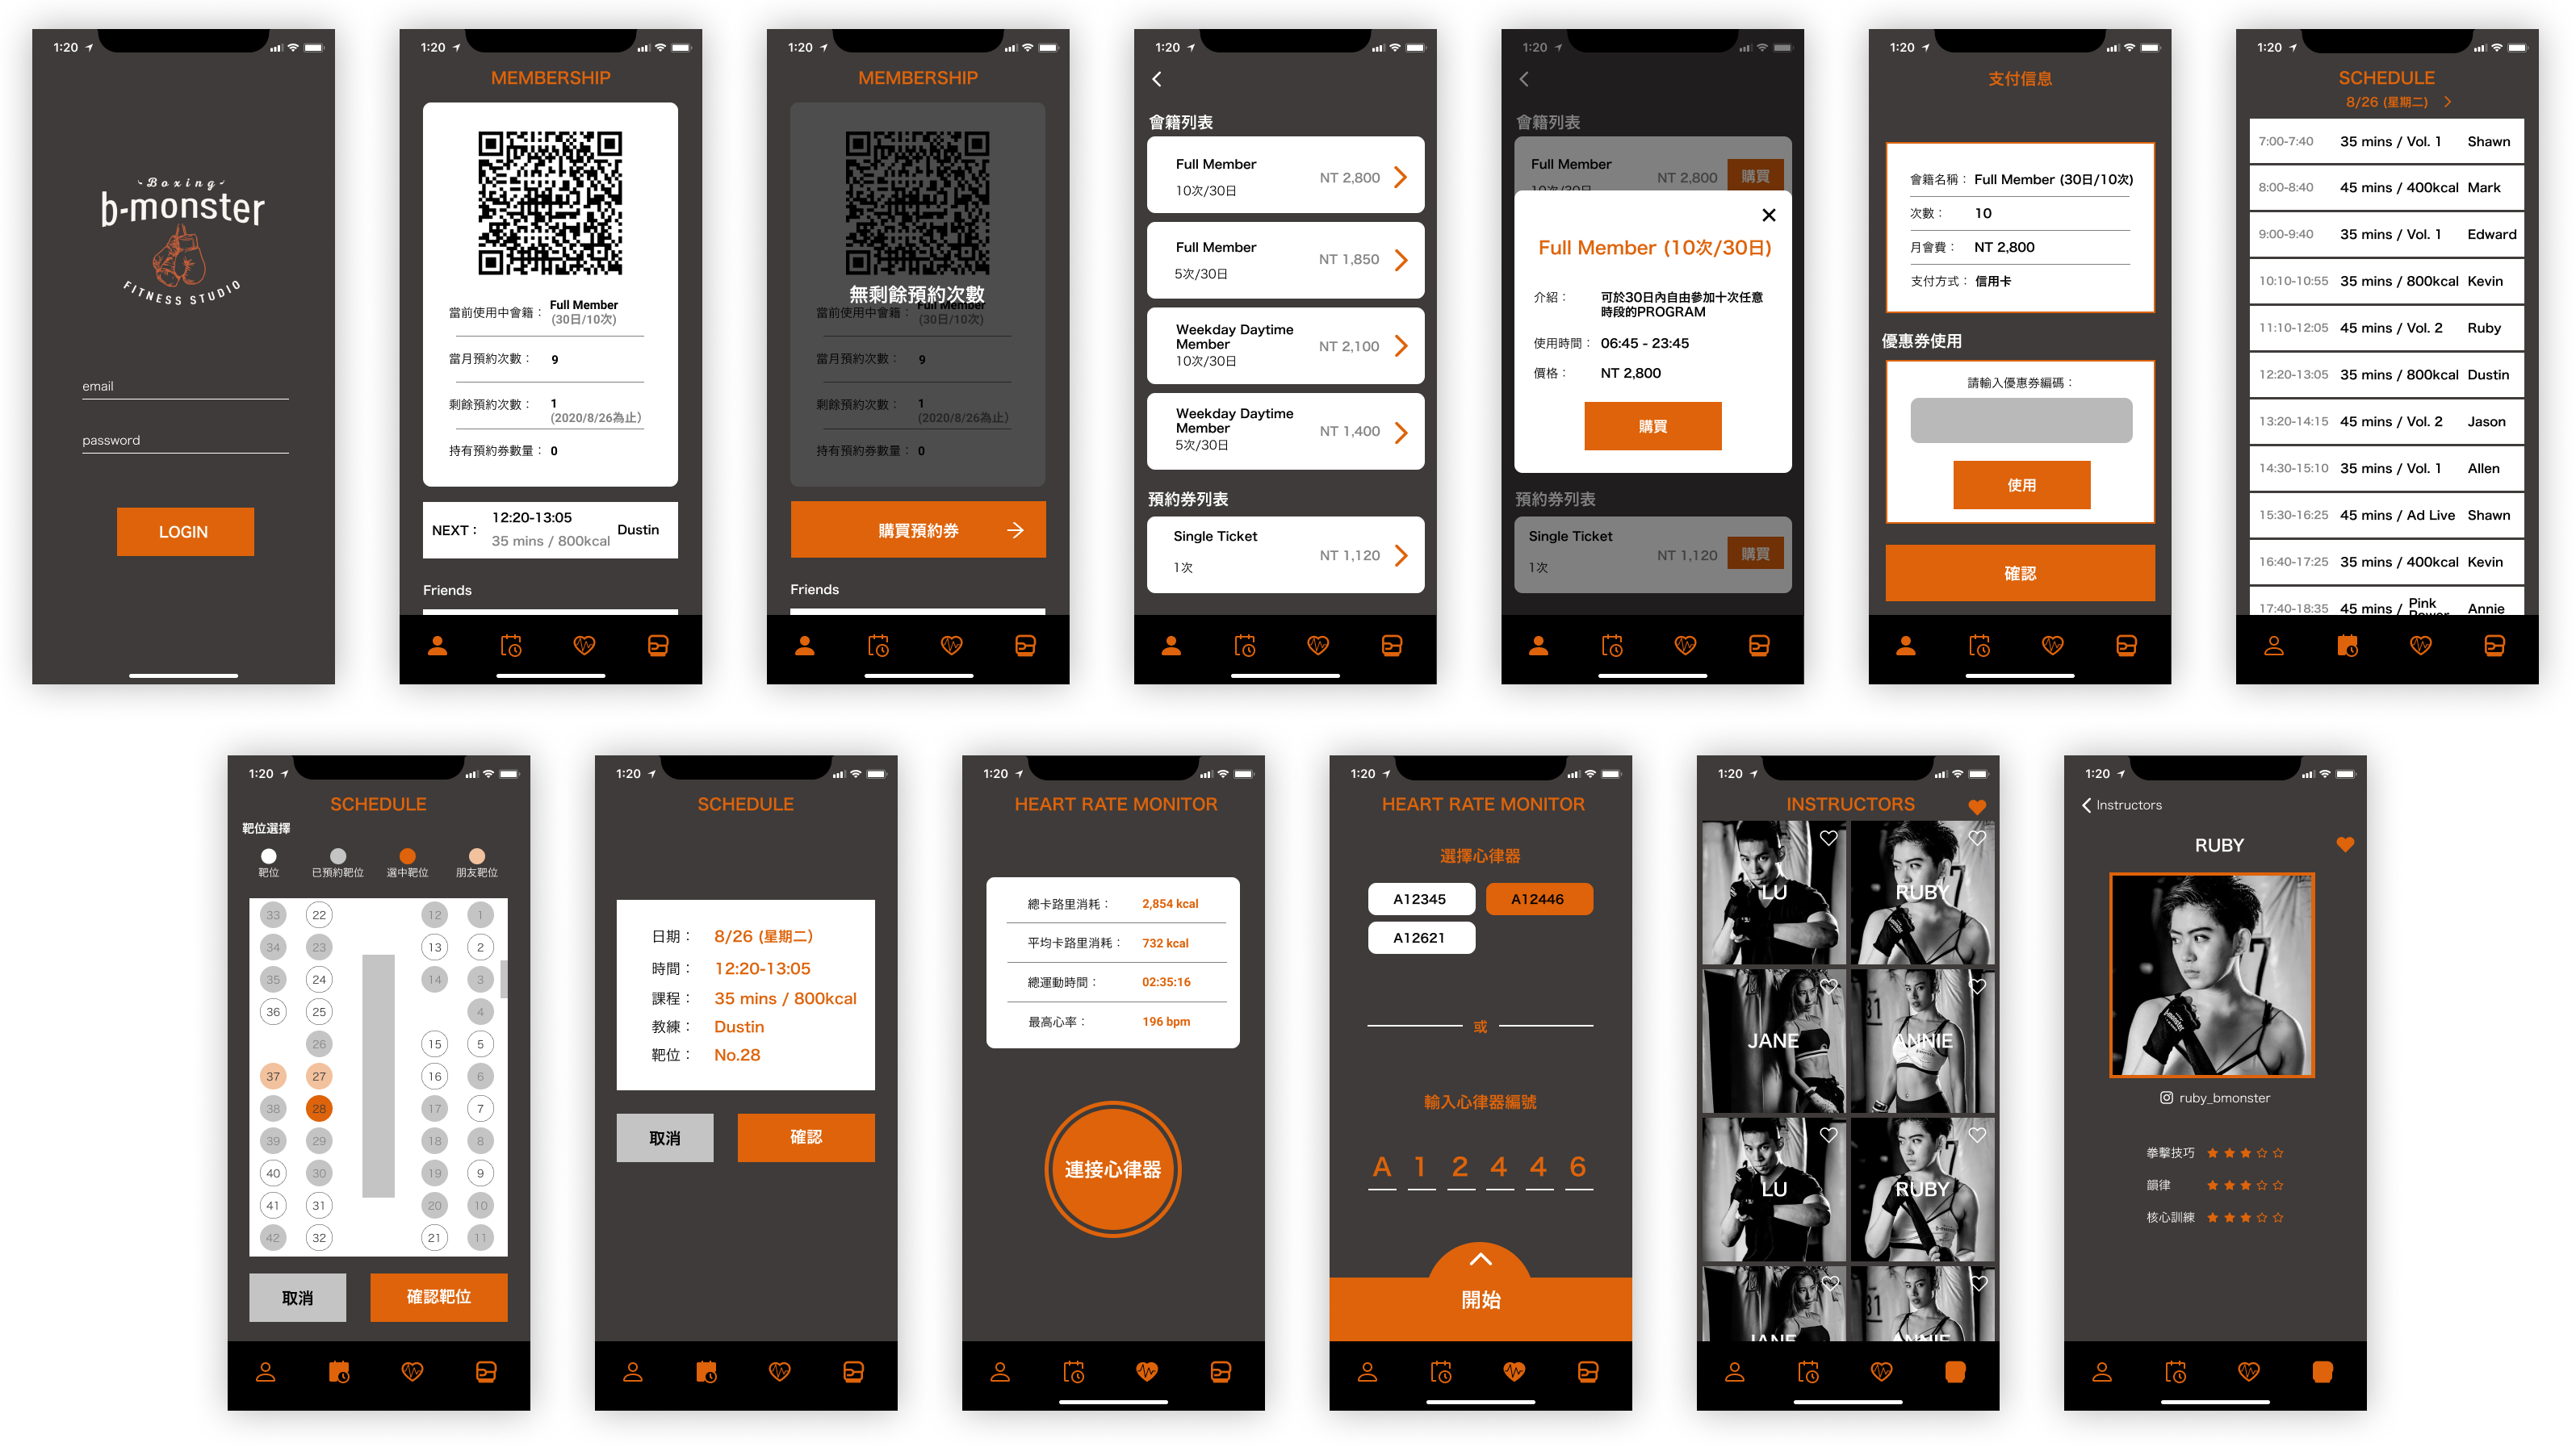 1:20
Boxing
b-monster
FITNESS STUDIO
email
password
LOGIN
1:20
MEMBERSHIP
當前使用中會籍： Full Member
(30日/10次)
當月預約次數： 9
剩餘預約次數： 1
(2020/8/26為止)
持有預約券數量： 0
NEXT： 12:20-13:05 Dustin
35 mins / 800kcal
Friends
1:20
MEMBERSHIP
無剩餘預約次數
當前使用中會籍： Full Member
(30日/10次)
當月預約次數： 9
剩餘預約次數： 1
(2020/8/26為止)
持有預約券數量： 0
購買預約券
Friends
1:20
會籍列表
Full Member
10次/30日
NT 2,800
Full Member
5次/30日
NT 1,850
Weekday Daytime
Member
10次/30日
NT 2,100
Weekday Daytime
Member
5次/30日
NT 1,400
預約券列表
Single Ticket
1次
NT 1,120
1:20
會籍列表
Full Member
10次/30日
NT 2,800
購買
Full Member (10次/30日)
介紹： 可於30日內自由參加十次任意
時段的PROGRAM
使用時間： 06:45 - 23:45
價格： NT 2,800
購買
預約券列表
Single Ticket
1次
NT 1,120
購買
1:20
支付信息
會籍名稱： Full Member (30日/10次)
次數： 10
月會費： NT 2,800
支付方式： 信用卡
優惠券使用
請輸入優惠券編碼：
使用
確認
1:20
SCHEDULE
8/26 (星期二)
7:00-7:40 35 mins / Vol. 1 Shawn
8:00-8:40 45 mins / 400kcal Mark
9:00-9:40 35 mins / Vol. 1 Edward
10:10-10:55 35 mins / 800kcal Kevin
11:10-12:05 45 mins / Vol. 2 Ruby
12:20-13:05 35 mins / 800kcal Dustin
13:20-14:15 45 mins / Vol. 2 Jason
14:30-15:10 35 mins / Vol. 1 Allen
15:30-16:25 45 mins / Ad Live Shawn
16:40-17:25 35 mins / 400kcal Kevin
17:40-18:35 45 mins / Pink Power Annie
1:20
SCHEDULE
靶位選擇
靶位 已預約靶位 選中靶位 朋友靶位
33 22 12 1
34 23 13 2
35 24 14 3
36 25 4
26 15 5
37 27 16 6
38 28 17 7
39 29 18 8
40 30 19 9
41 31 20 10
42 32 21 11
取消 確認靶位
1:20
SCHEDULE
日期： 8/26 (星期二)
時間： 12:20-13:05
課程： 35 mins / 800kcal
教練： Dustin
靶位： No.28
取消 確認
1:20
HEART RATE MONITOR
總卡路里消耗： 2,854 kcal
平均卡路里消耗： 732 kcal
總運動時間： 02:35:16
最高心率： 196 bpm
連接心律器
1:20
HEART RATE MONITOR
選擇心律器
A12345 A12446
A12621
或
輸入心律器編號
A 1 2 4 4 6
開始
1:20
INSTRUCTORS
LU RUBY
JANE ANNIE
LU RUBY
JANE ANNIE
1:20
Instructors
RUBY
ruby_bmonster
拳擊技巧
韻律
核心訓練